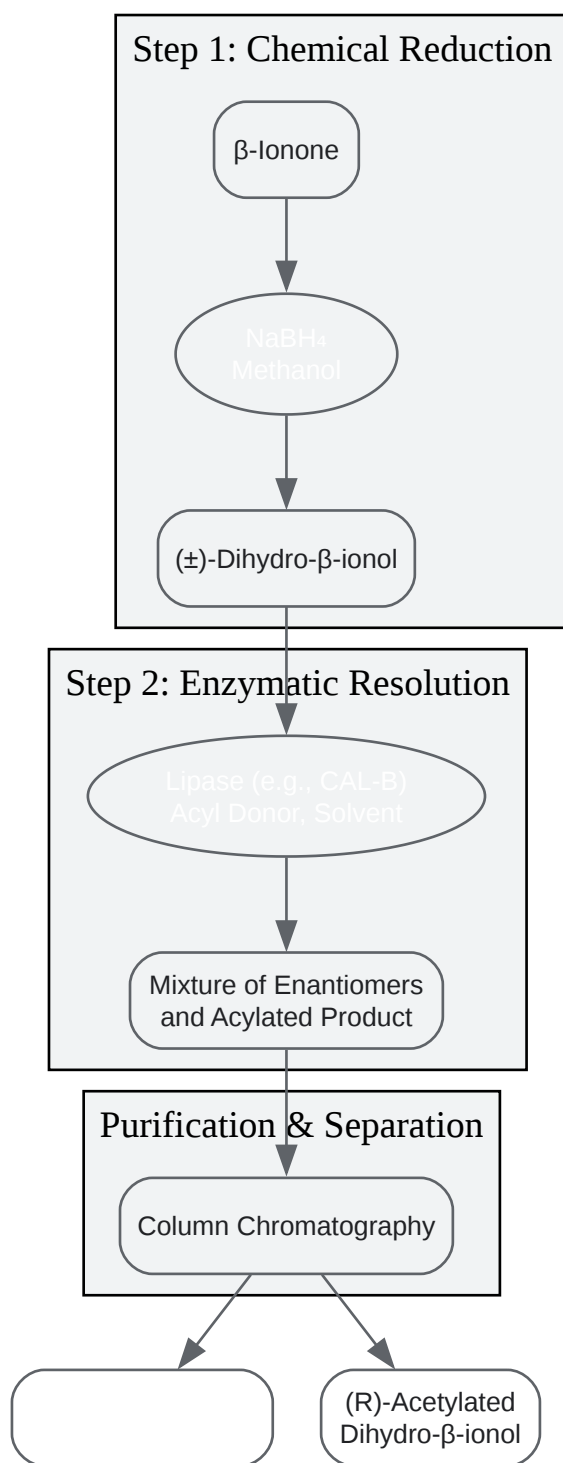 Step 1: Chemical Reduction
β-Ionone
NaBH₄
Methanol
(±)-Dihydro-β-ionol
Step 2: Enzymatic Resolution
Lipase (e.g., CAL-B)
Acyl Donor, Solvent
Mixture of Enantiomers
and Acylated Product
Purification & Separation
Column Chromatography
(R)-Acetylated
Dihydro-β-ionol